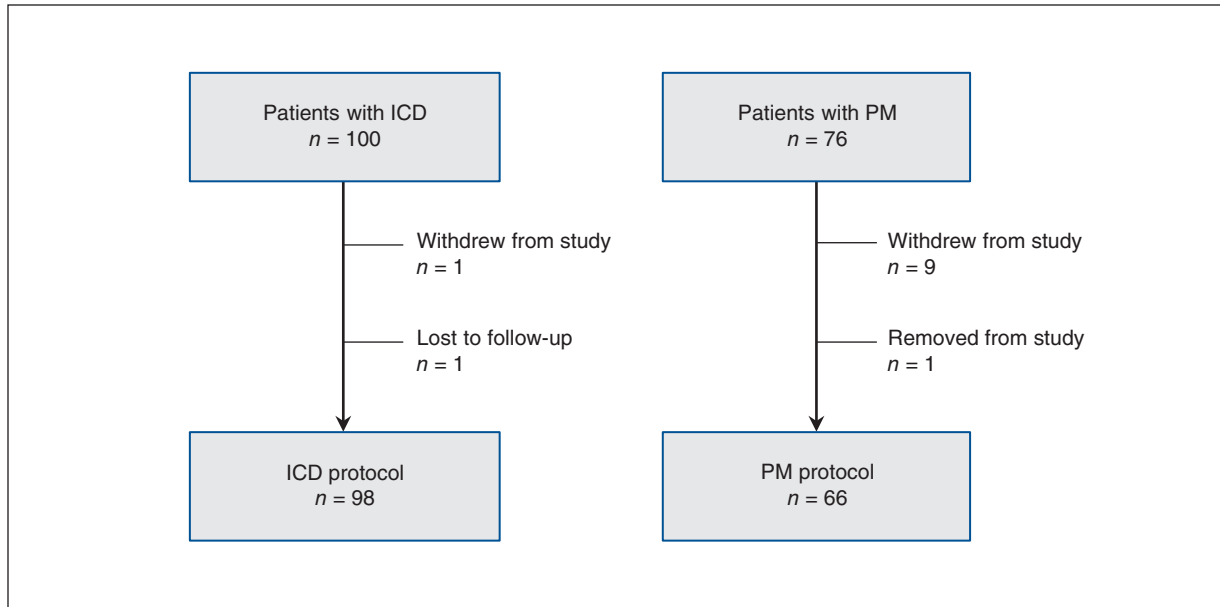 Patients with ICD
n = 100
Withdrew from study
n = 1
Lost to follow-up
n = 1
ICD protocol
n = 98
Patients with PM
n = 76
Withdrew from study
n = 9
Removed from study
n = 1
PM protocol
n = 66